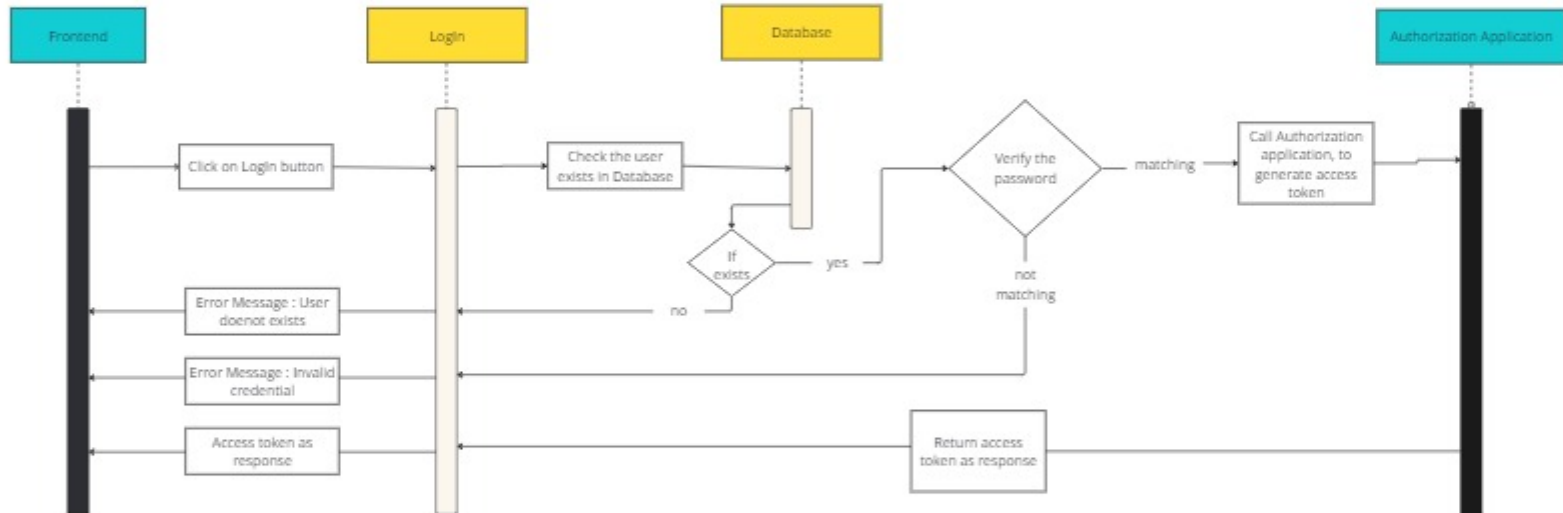 Frontend
Login
Database
Authorization Application
Click on Login button
Check the user
exists in Database
Verify the
password
matching
Call Authorization
application, to
generate access
token
If
exists
yes
no
not
matching
Error Message : User
doenot exists
Error Message : Invalid
credential
Access token as
response
Return access
token as response